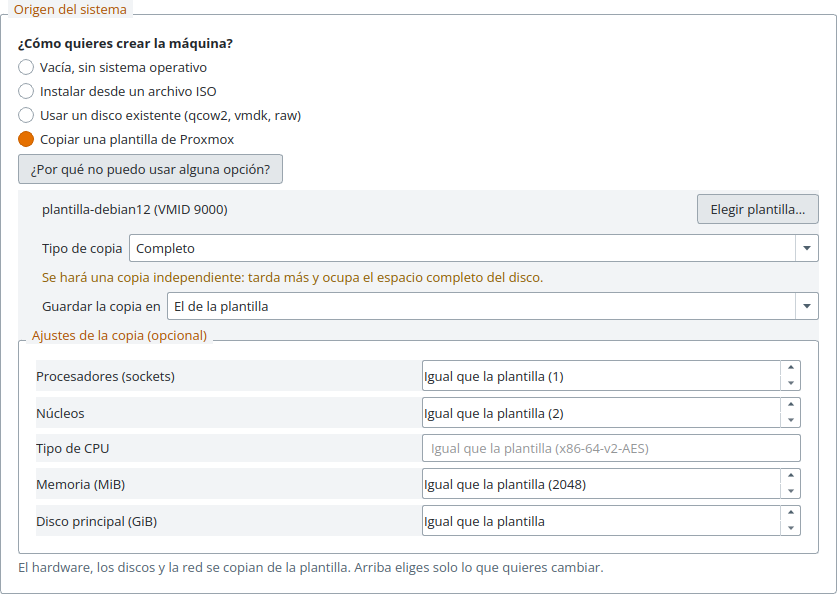 Origen del sistema
¿Cómo quieres crear la máquina?
Vacía, sin sistema operativo
Instalar desde un archivo ISO
Usar un disco existente (qcow2, vmdk, raw)
Copiar una plantilla de Proxmox
¿Por qué no puedo usar alguna opción?
plantilla-debian12 (VMID 9000) Elegir plantilla...
Tipo de copia Completo
Se hará una copia independiente: tarda más y ocupa el espacio completo del disco.
Guardar la copia en El de la plantilla
Ajustes de la copia (opcional)
Procesadores (sockets) Igual que la plantilla (1)
Núcleos Igual que la plantilla (2)
Tipo de CPU Igual que la plantilla (x86-64-v2-AES)
Memoria (MiB) Igual que la plantilla (2048)
Disco principal (GiB) Igual que la plantilla
El hardware, los discos y la red se copian de la plantilla. Arriba eliges solo lo que quieres cambiar.